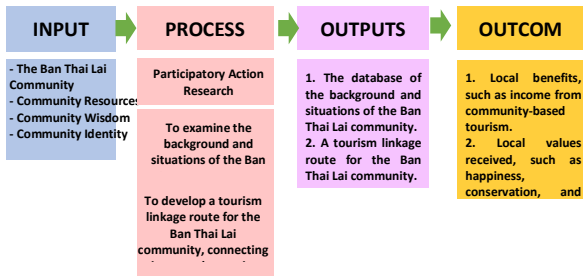 INPUT
- The Ban Thai Lai
Community
- Community Resources
- Community Wisdom
- Community Identity
PROCESS
Participatory Action
Research
To examine the
background and
situations of the Ban
To develop a tourism
linkage route for the
Ban Thai Lai
community, connecting
OUTPUTS
1. The database of
the background and
situations of the Ban
Thai Lai community.
2. A tourism linkage
route for the Ban
Thai Lai community.
OUTCOM
1. Local benefits,
such as income from
community-based
tourism.
2. Local values
received, such as
happiness,
conservation, and